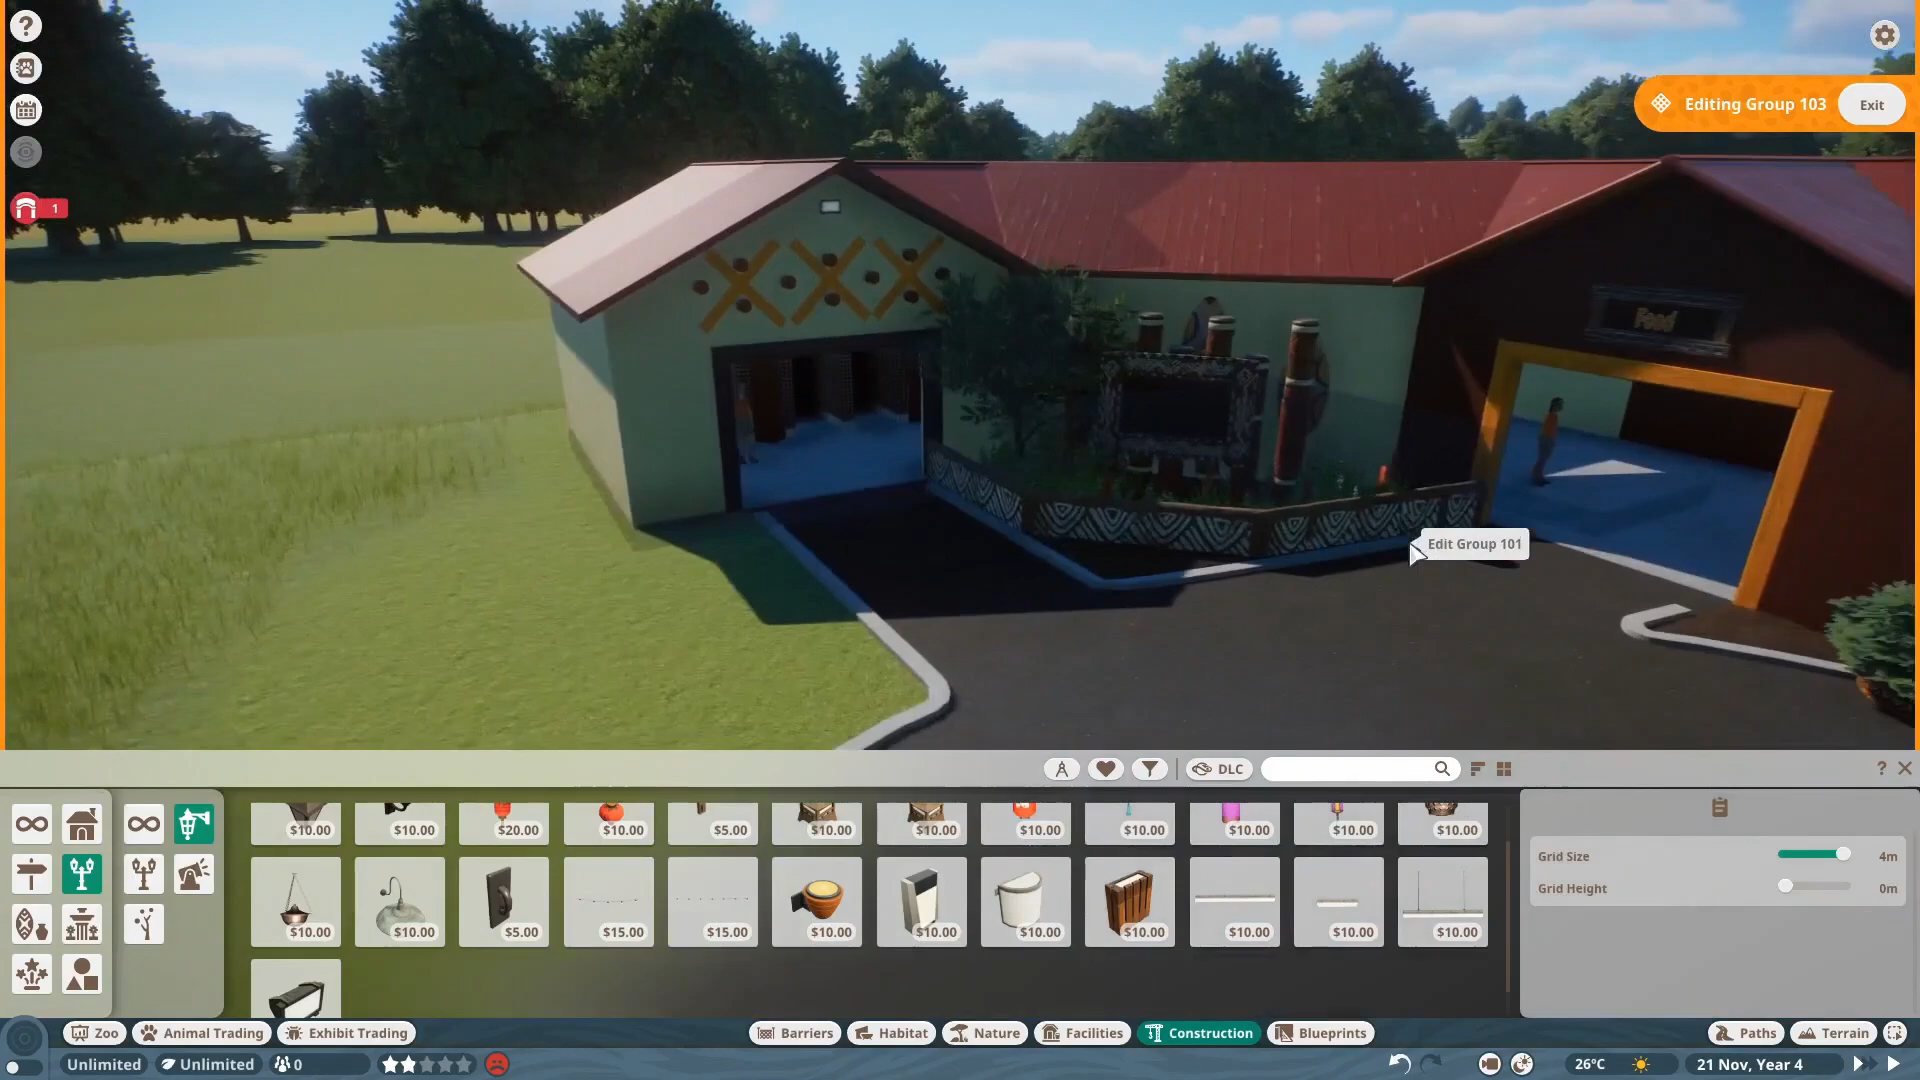 ?
Editing Group 103 Exit
1
Food
Edit Group 101
DLC
?
$10.00 $10.00 $20.00 $10.00 $5.00 $10.00 $10.00 $10.00 $10.00 $10.00 $10.00 $10.00
Grid Size 4m
Grid Height 0m
$10.00 $10.00 $5.00 $15.00 $15.00 $10.00 $10.00 $10.00 $10.00 $10.00 $10.00 $10.00
Zoo Animal Trading Exhibit Trading Barriers Habitat Nature Facilities Construction Blueprints Paths Terrain
Unlimited Unlimited 0 26°C 21 Nov, Year 4